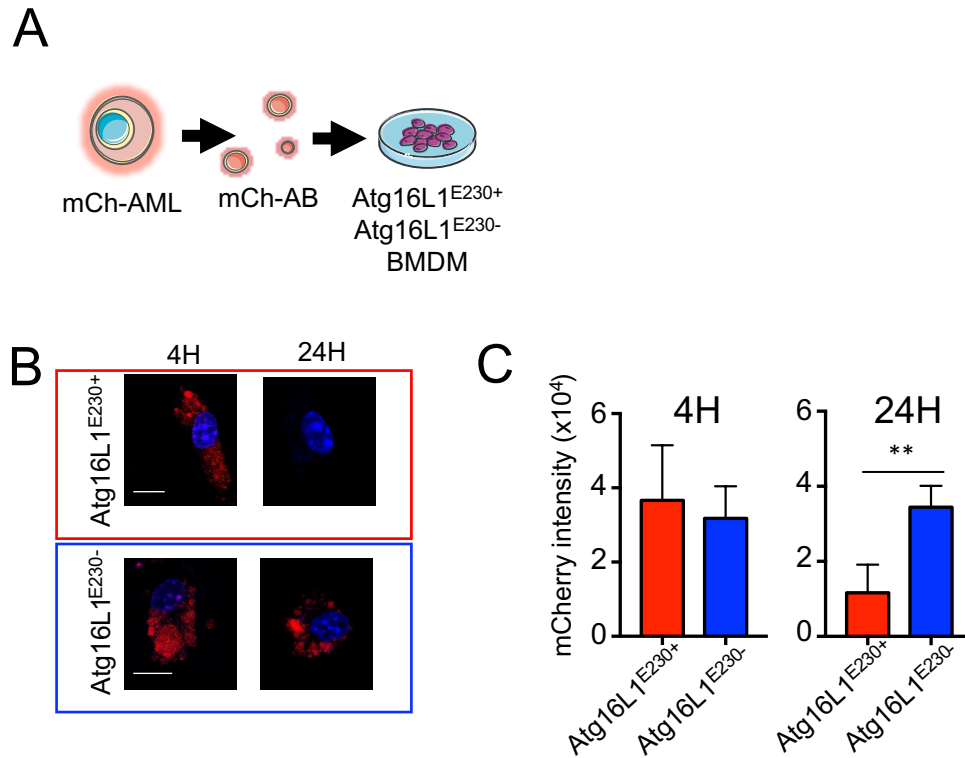 A
mCh-AML
mCh-AB
Atg16L1E230+
Atg16L1E230-
BMDM
B
4H
24H
Atg16L1E230+
Atg16L1E230-
C
mCherry intensity (x10⁴)
4H
6
4
2
0
Atg16L1E230+
Atg16L1E230-
24H
**
6
4
2
0
Atg16L1E230+
Atg16L1E230-